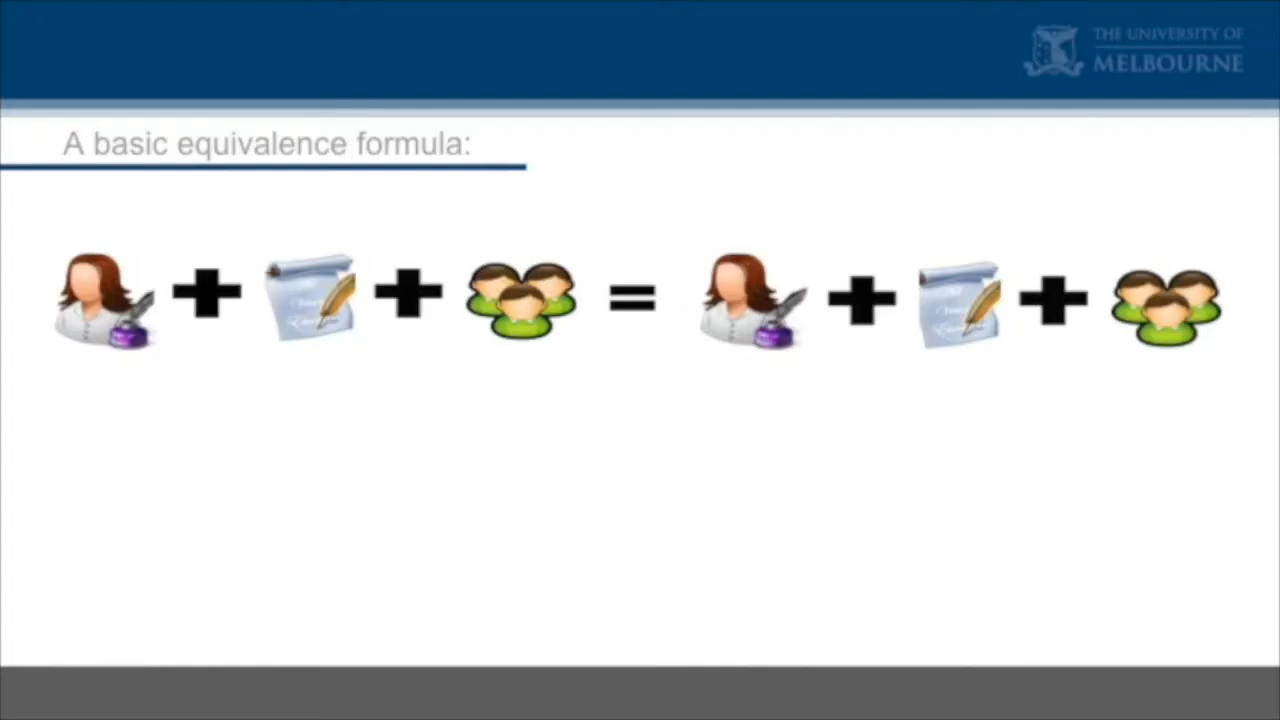 THE UNIVERSITY OF
MELBOURNE
A basic equivalence formula:
+ + = + +